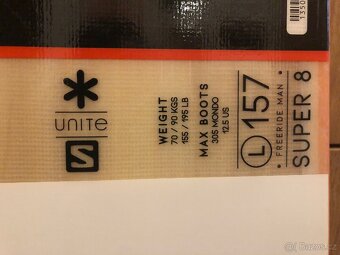 UNITE
S
WEIGHT
70 / 90 KGS
155 / 195 LB
MAX BOOTS
305 MONDO
12.5 US
L 157
• FREERIDE MAN •
SUPER 8